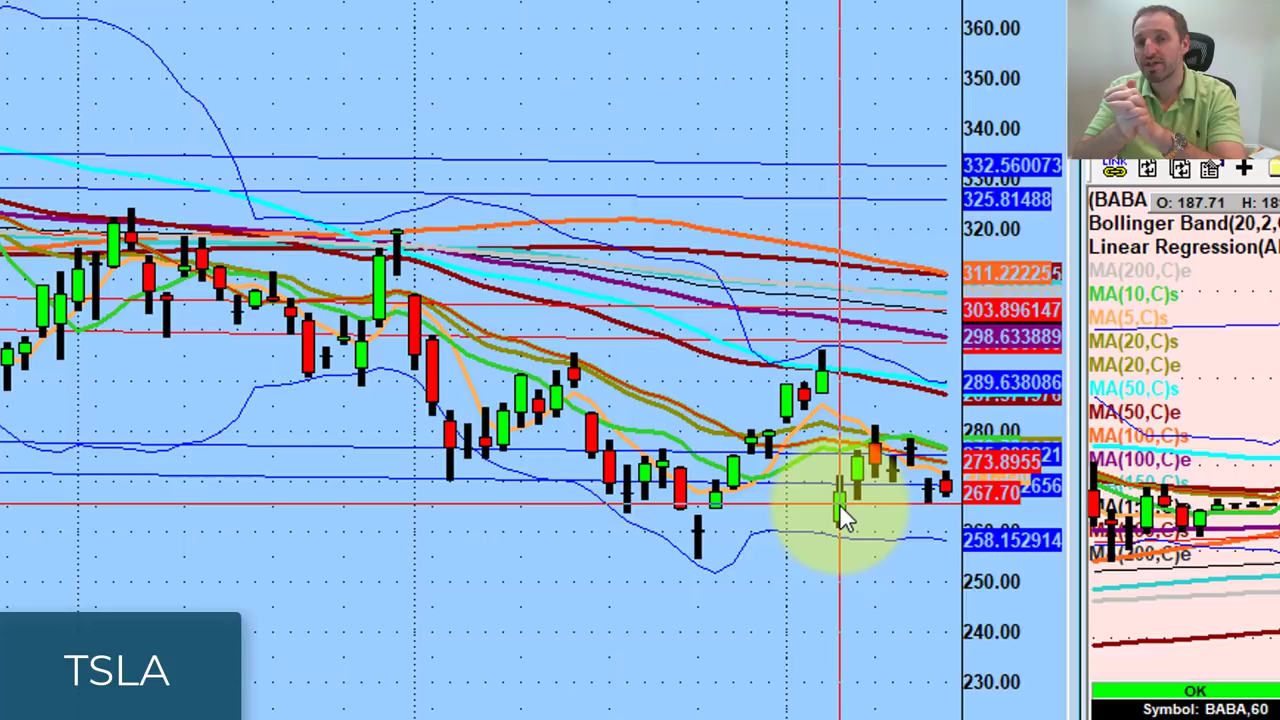 360.00
350.00
340.00
332.560073
325.81488
320.00
311.222255
303.896147
298.633889
289.638086
280.00
273.8955
267.70
258.152914
250.00
240.00
230.00
TSLA
LINK
(BABA O: 187.71 H: 18
Bollinger Band(20,2,
Linear Regression(A
MA(200,C)e
MA(10,C)s
MA(5,C)s
MA(20,C)s
MA(20,C)e
MA(50,C)s
MA(50,C)e
MA(100,C)s
MA(100,C)e
OK
Symbol: BABA,60